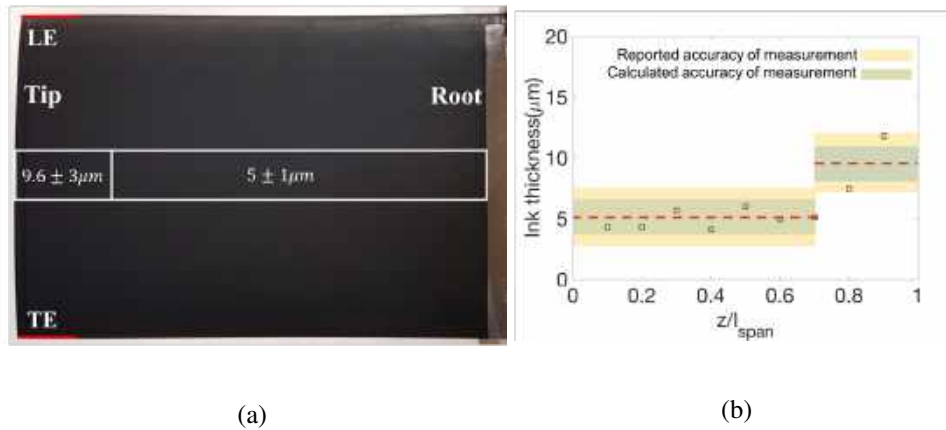 LE
Tip
Root
9.6 ± 3μm
5 ± 1μm
TE
20
15
10
5
0
Reported accuracy of measurement
Calculated accuracy of measurement
Ink thickness(μm)
0
0.2
0.4
0.6
0.8
1
z/l_span
(a)
(b)